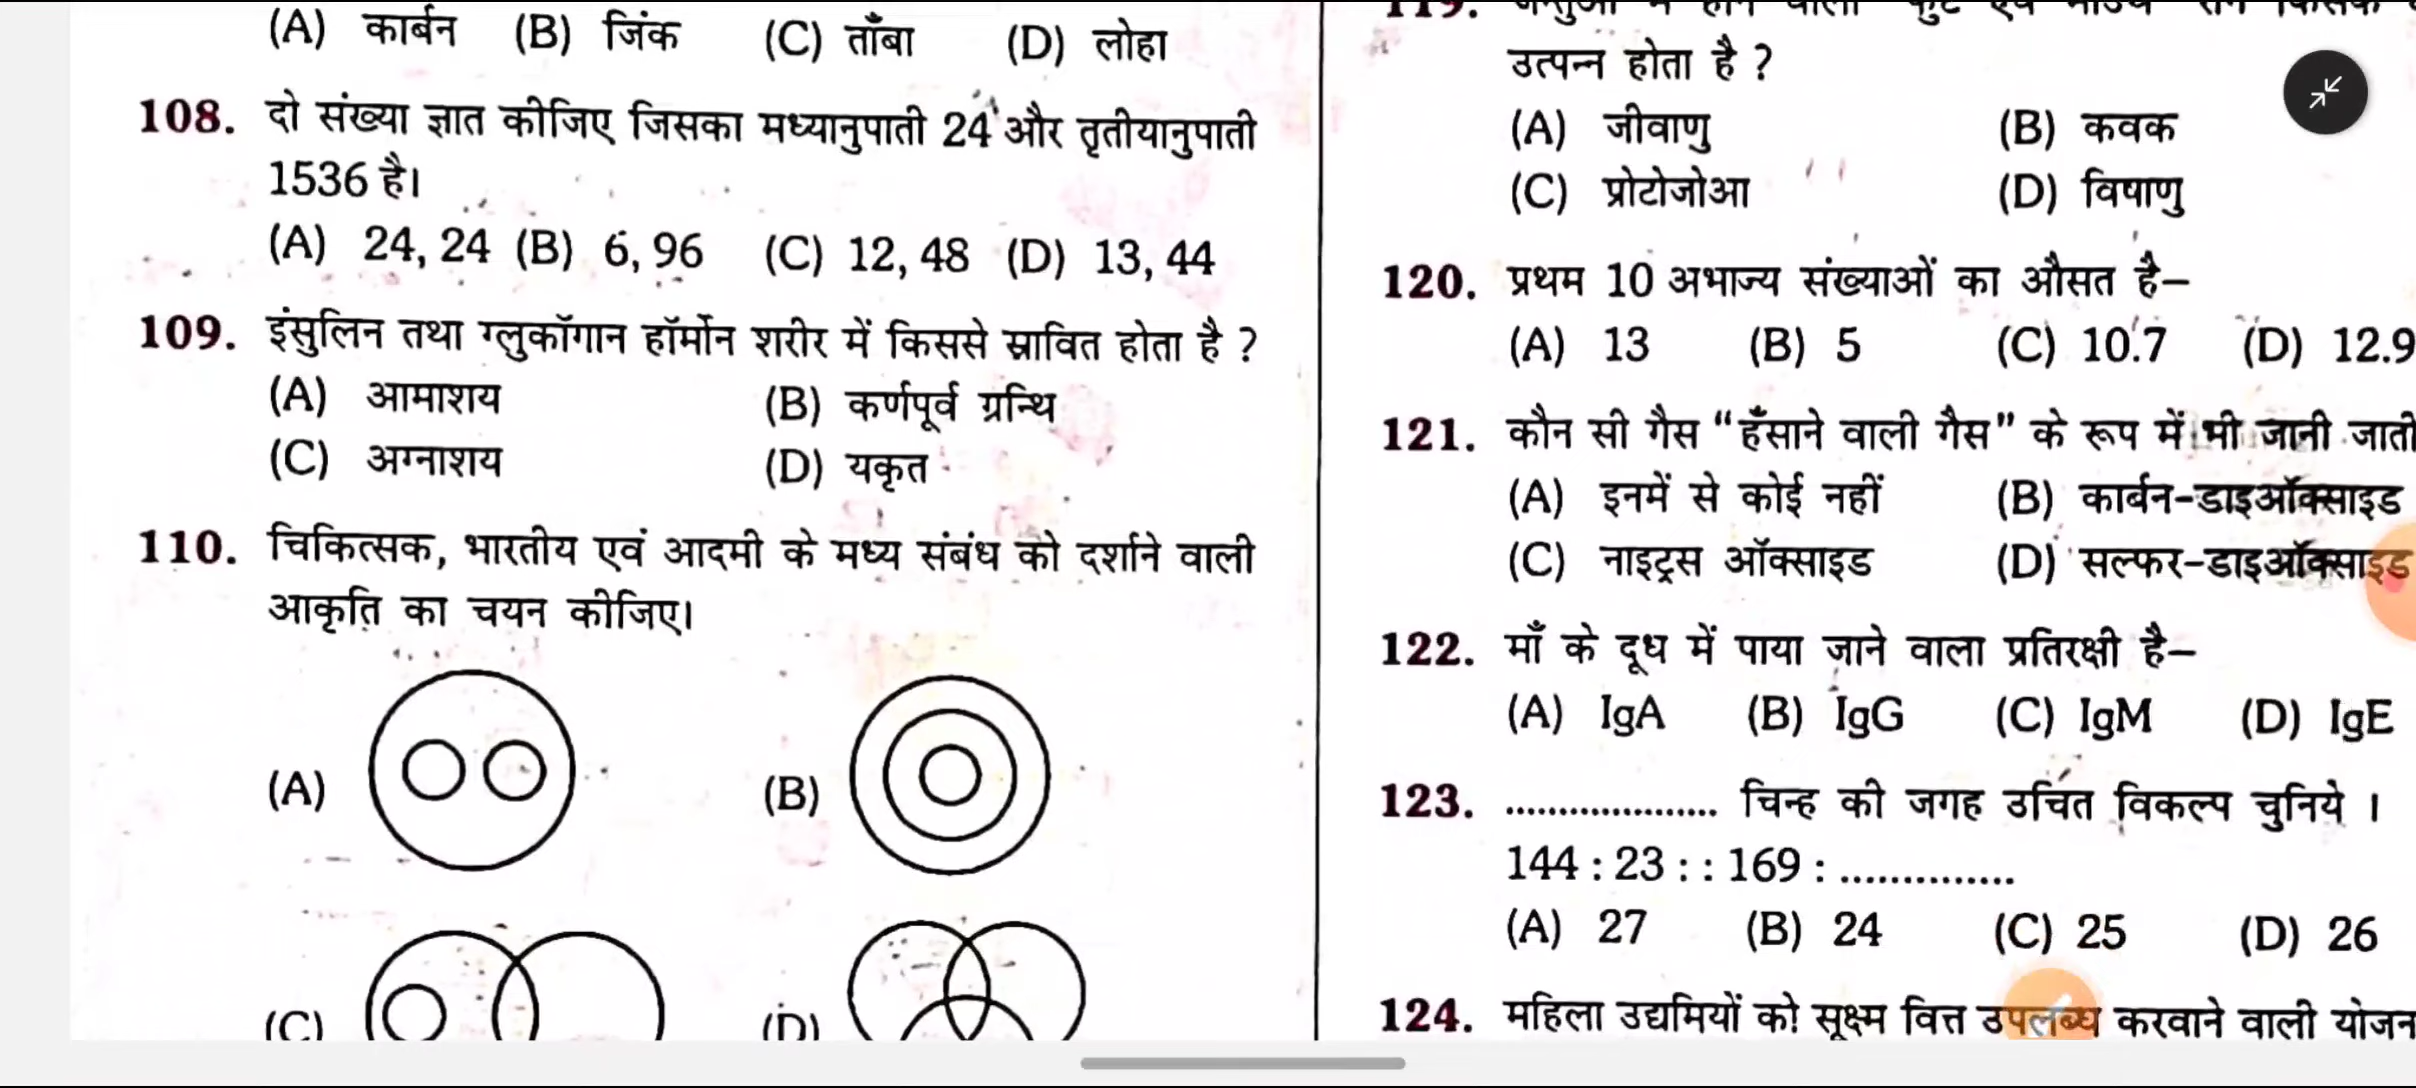 (A) कार्बन (B) जिंक (C) ताँबा (D) लोहा
108. दो संख्या ज्ञात कीजिए जिसका मध्यानुपाती 24 और तृतीयानुपाती
1536 है।
(A) 24, 24 (B) 6, 96 (C) 12, 48 (D) 13, 44
109. इंसुलिन तथा ग्लुकॉगान हॉर्मोन शरीर में किससे स्रावित होता है ?
(A) आमाशय (B) कर्णपूर्व ग्रन्थि
(C) अग्नाशय (D) यकृत
110. चिकित्सक, भारतीय एवं आदमी के मध्य संबंध को दर्शाने वाली
आकृति का चयन कीजिए।
(A) (B)
(C) (D)
119.
उत्पन्न होता है ?
(A) जीवाणु (B) कवक
(C) प्रोटोजोआ (D) विषाणु
120. प्रथम 10 अभाज्य संख्याओं का औसत है–
(A) 13 (B) 5 (C) 10.7 (D) 12.9
121. कौन सी गैस “हँसाने वाली गैस” के रूप में भी जानी जाती
(A) इनमें से कोई नहीं (B) कार्बन-डाइऑक्साइड
(C) नाइट्रस ऑक्साइड (D) सल्फर-डाइऑक्साइड
122. माँ के दूध में पाया जाने वाला प्रतिरक्षी है–
(A) IgA (B) IgG (C) IgM (D) IgE
123. .................... चिन्ह की जगह उचित विकल्प चुनिये ।
144 : 23 : : 169 : ..............
(A) 27 (B) 24 (C) 25 (D) 26
124. महिला उद्यमियों को सूक्ष्म वित्त उपलब्ध करवाने वाली